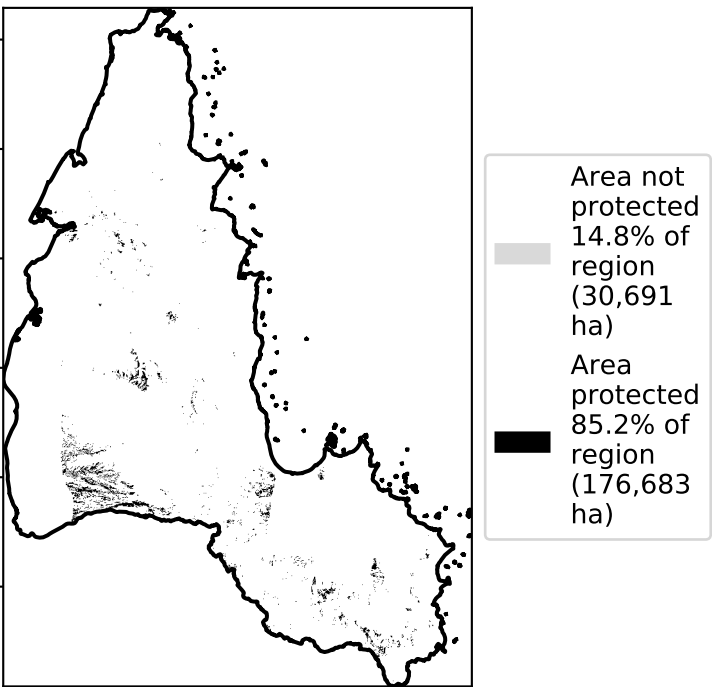 Area not
protected
14.8% of
region
(30,691
ha)
Area
protected
85.2% of
region
(176,683
ha)